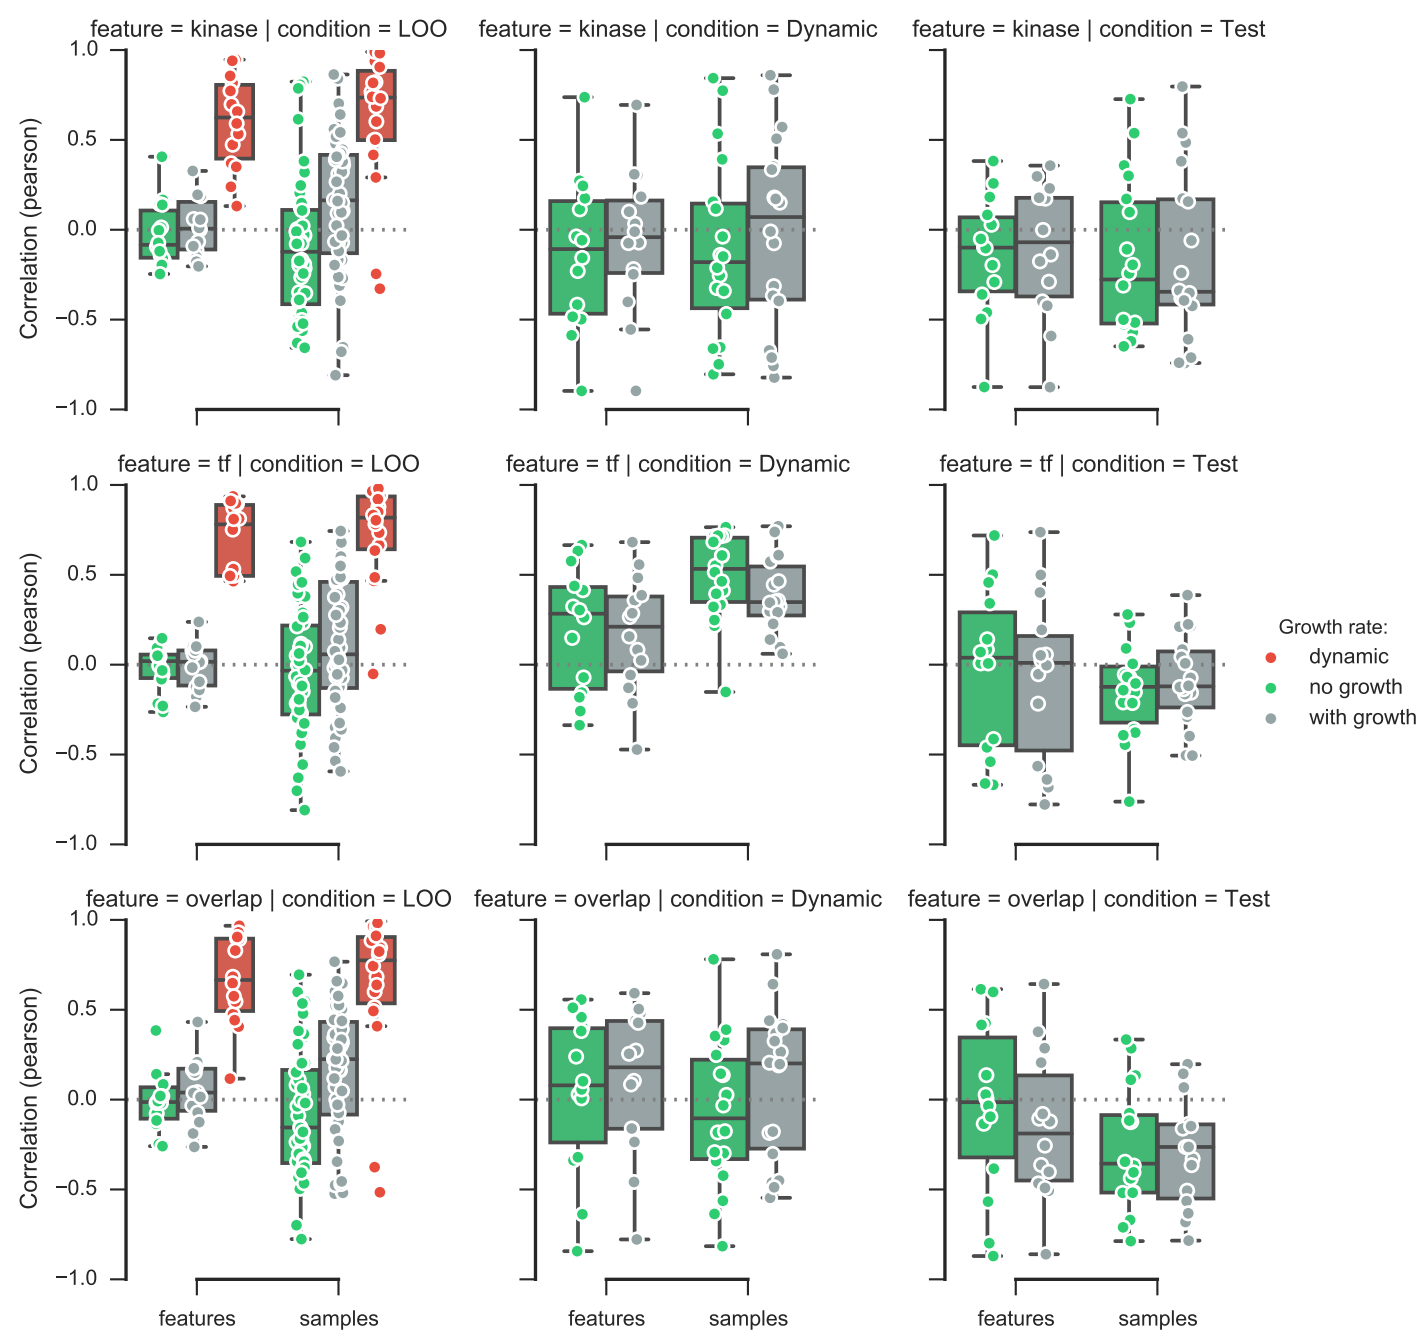 feature = kinase | condition = LOO
feature = kinase | condition = Dynamic
feature = kinase | condition = Test
1.0
0.5
0.0
−0.5
−1.0
Correlation (pearson)
feature = tf | condition = LOO
feature = tf | condition = Dynamic
feature = tf | condition = Test
1.0
0.5
0.0
−0.5
−1.0
Correlation (pearson)
Growth rate:
dynamic
no growth
with growth
feature = overlap | condition = LOO
feature = overlap | condition = Dynamic
feature = overlap | condition = Test
1.0
0.5
0.0
−0.5
−1.0
Correlation (pearson)
features
samples
features
samples
features
samples